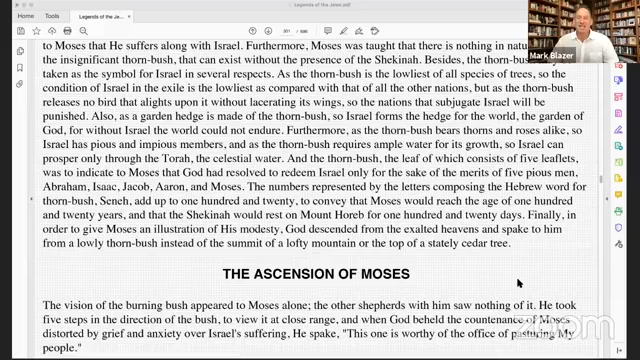 Legends of the Jews.pdf
Home
Tools
Legends of the Je...
to Moses that He suffers along with Israel. Furthermore, Moses was taught that there is nothing in natu
the insignificant thorn-bush, that can exist without the presence of the Shekinah. Besides, the thorn-b
taken as the symbol for Israel in several respects. As the thorn-bush is the lowliest of all species of trees, so the
condition of Israel in the exile is the lowliest as compared with that of all the other nations, but as the thorn-bush
releases no bird that alights upon it without lacerating its wings, so the nations that subjugate Israel will be
punished. Also, as a garden hedge is made of the thorn-bush, so Israel forms the hedge for the world, the garden of
God, for without Israel the world could not endure. Furthermore, as the thorn-bush bears thorns and roses alike, so
Israel has pious and impious members, and as the thorn-bush requires ample water for its growth, so Israel can
prosper only through the Torah, the celestial water. And the thorn-bush, the leaf of which consists of five leaflets,
was to indicate to Moses that God had resolved to redeem Israel only for the sake of the merits of five pious men,
Abraham, Isaac, Jacob, Aaron, and Moses. The numbers represented by the letters composing the Hebrew word for
thorn-bush, Seneh, add up to one hundred and twenty, to convey that Moses would reach the age of one hundred
and twenty years, and that the Shekinah would rest on Mount Horeb for one hundred and twenty days. Finally, in
order to give Moses an illustration of His modesty, God descended from the exalted heavens and spake to him
from a lowly thorn-bush instead of the summit of a lofty mountain or the top of a stately cedar tree.
THE ASCENSION OF MOSES
The vision of the burning bush appeared to Moses alone; the other shepherds with him saw nothing of it. He took
five steps in the direction of the bush, to view it at close range, and when God beheld the countenance of Moses
distorted by grief and anxiety over Israel's suffering, He spake, "This one is worthy of the office of pasturing My
people."
Mark Blazer
zoom